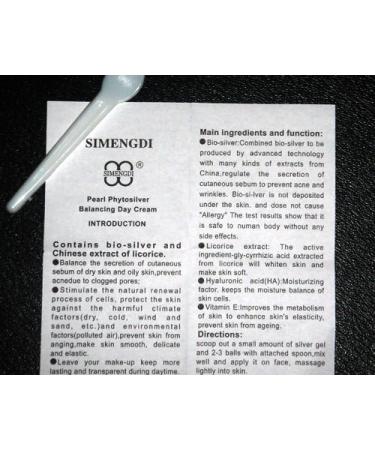 SIMENGDI
SIMENGDI ®
Pearl Phytosilver
Balancing Day Cream
INTRODUCTION
Contains bio-silver and
Chinese extract of licorice.
●Balance the secretion of cutaneous
sebum of dry skin and oily skin,prevent
acnedue to clogged pores;
●Stimulate the natural renewal
process of cells, protect the skin
against the harmful climate
factors(dry, cold, wind and
sand, etc.)and environmental
factors(polluted air),prevent skin from
anging,make skin smooth, delicate
and elastic.
●Leave your make-up keep more
lasting and transparent during daytime.
Main ingredients and function:
●Bio-silver:Combined bio-silver to be
produced by advanced technology
with many kinds of extracts from
China,regulate the secretion of
cutaneous sebum to prevent acne and
wrinkles. Bio-si-lver is not deposited
under the skin. and dose not cause
"Allergy" The test results show that it
is safe to human body without any
side effects.
●Licorice extract: The active
ingredient-gly-cyrrhizic acid extracted
from licorice will whiten skin and
make skin soft.
●Hyaluronic acid(HA):Moisturizing
factor. keeps the moisture balance of
skin cells.
●Vitamin E:Improves the metabolism
of skin to enhance skin's elasticity,
prevent skin from ageing.
Directions:
scoop out a small amount of silver gel
and 2-3 balls with attached spoon,mix
well and apply it on face, massage
lightly into skin.